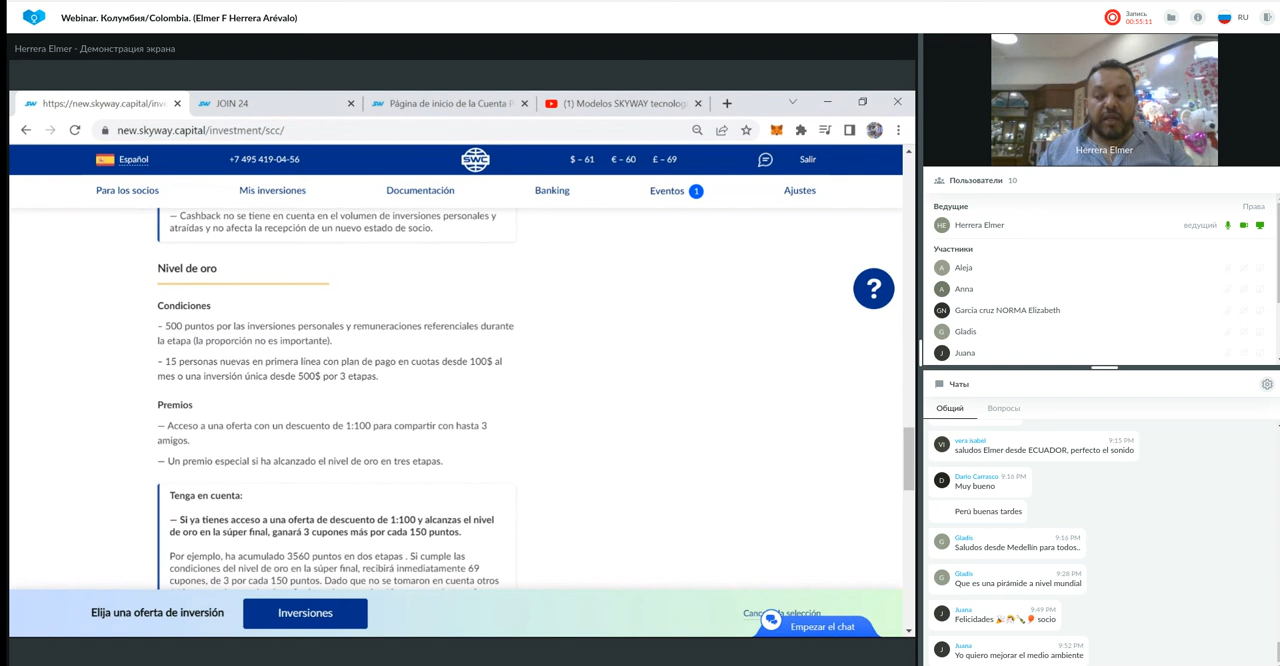 Webinar. Колумбия/Colombia. (Elmer F Herrera Arévalo)
Запись
00:55:11
RU
Herrera Elmer - Демонстрация экрана
https://new.skyway.capital/inve
JOIN 24
Página de inicio de la Cuenta P
(1) Modelos SKYWAY tecnolog
new.skyway.capital/investment/scc/
Español
+7 495 419-04-56
SWC
$ – 61
€ – 60
£ – 69
Salir
Para los socios
Mis inversiones
Documentación
Banking
Eventos 1
Ajustes
— Cashback no se tiene en cuenta en el volumen de inversiones personales y
atraídas y no afecta la recepción de un nuevo estado de socio.
Nivel de oro
Condiciones
– 500 puntos por las inversiones personales y remuneraciones referenciales durante
la etapa (la proporción no es importante).
– 15 personas nuevas en primera línea con plan de pago en cuotas desde 100$ al
mes o una inversión única desde 500$ por 3 etapas.
Premios
— Acceso a una oferta con un descuento de 1:100 para compartir con hasta 3
amigos.
— Un premio especial si ha alcanzado el nivel de oro en tres etapas.
Tenga en cuenta:
— Si ya tienes acceso a una oferta de descuento de 1:100 y alcanzas el nivel
de oro en la súper final, ganará 3 cupones más por cada 150 puntos.
Por ejemplo, ha acumulado 3560 puntos en dos etapas . Si cumple las
condiciones del nivel de oro en la súper final, recibirá inmediatamente 69
cupones, de 3 por cada 150 puntos. Dado que no se tomaron en cuenta otros
?
Elija una oferta de inversión
Inversiones
selección
Empezar el chat
Herrera Elmer
Пользователи 10
Ведущие
Права
HE
Herrera Elmer
ведущий
Участники
A
Aleja
A
Anna
GN
Garcia cruz NORMA Elizabeth
G
Gladis
J
Juana
Чаты
Общий
Вопросы
VI
vera isabel
9:15 PM
saludos Elmer desde ECUADOR, perfecto el sonido
D
Dario Carrasco 9:16 PM
Muy bueno
Perú buenas tardes
G
Gladis
9:16 PM
Saludos desde Medellín para todos..
G
Gladis
9:28 PM
Que es una pirámide a nivel mundial
J
Juana
9:49 PM
Felicidades 🎉🎊🍾🎈 socio
J
Juana
9:52 PM
Yo quiero mejorar el medio ambiente